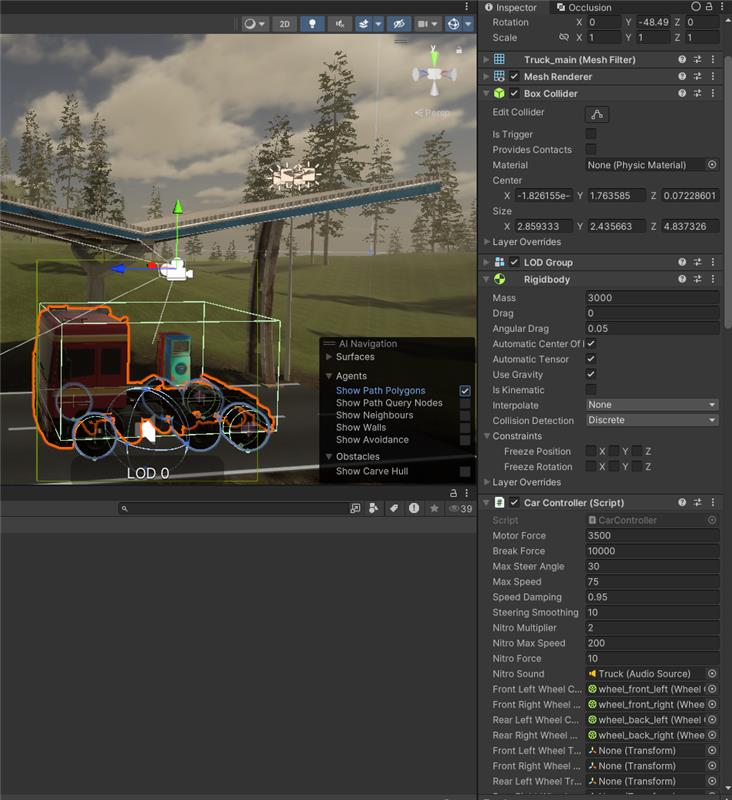 Inspector Occlusion
Rotation X 0 Y -48.49 Z 0
Scale X 1 Y 1 Z 1
2D
Truck_main (Mesh Filter)
Mesh Renderer
Box Collider
y
Persp
Edit Collider
Is Trigger
Provides Contacts
Material None (Physic Material)
Center
X -1.826155e- Y 1.763585 Z 0.07228601
Size
X 2.859333 Y 2.435663 Z 4.837326
Layer Overrides
LOD Group
Rigidbody
Mass 3000
Drag 0
Angular Drag 0.05
Automatic Center Of I
Automatic Tensor
Use Gravity
Is Kinematic
Interpolate None
Collision Detection Discrete
Constraints
Freeze Position X Y Z
Freeze Rotation X Y Z
Layer Overrides
AI Navigation
Surfaces
Agents
Show Path Polygons
Show Path Query Nodes
Show Neighbours
Show Walls
Show Avoidance
Obstacles
Show Carve Hull
LOD 0
39
# Car Controller (Script)
Script # CarController
Motor Force 3500
Break Force 10000
Max Steer Angle 30
Max Speed 75
Speed Damping 0.95
Steering Smoothing 10
Nitro Multiplier 2
Nitro Max Speed 200
Nitro Force 10
Nitro Sound Truck (Audio Source)
Front Left Wheel C... wheel_front_left (Wheel (
Front Right Wheel ... wheel_front_right (Whee
Rear Left Wheel C... wheel_back_left (Wheel (
Rear Right Wheel ... wheel_back_right (Whee
Front Left Wheel T... None (Transform)
Front Right Wheel ... None (Transform)
Rear Left Wheel Tr... None (Transform)